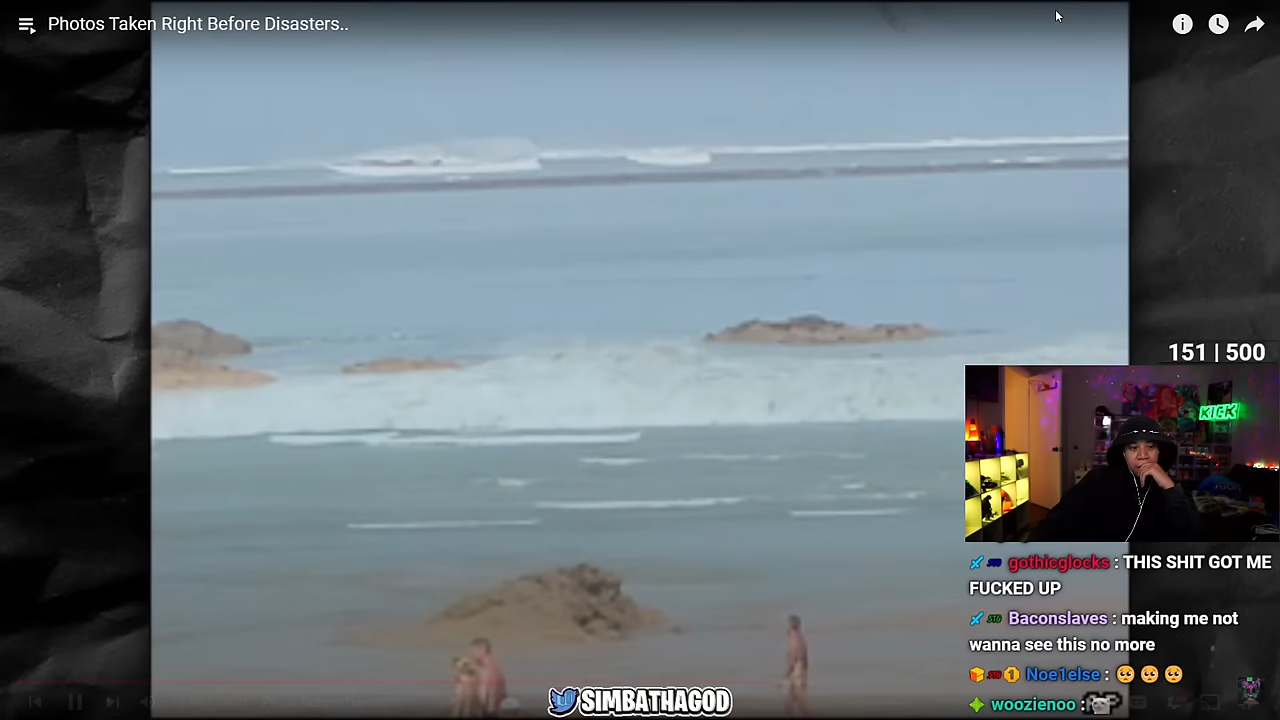 Photos Taken Right Before Disasters..
151 | 500
KICK
gothicglocks : THIS SHIT GOT ME
FUCKED UP
Baconslaves : making me not
wanna see this no more
Noe1else :
woozienoo :
SIMBATHAGOD